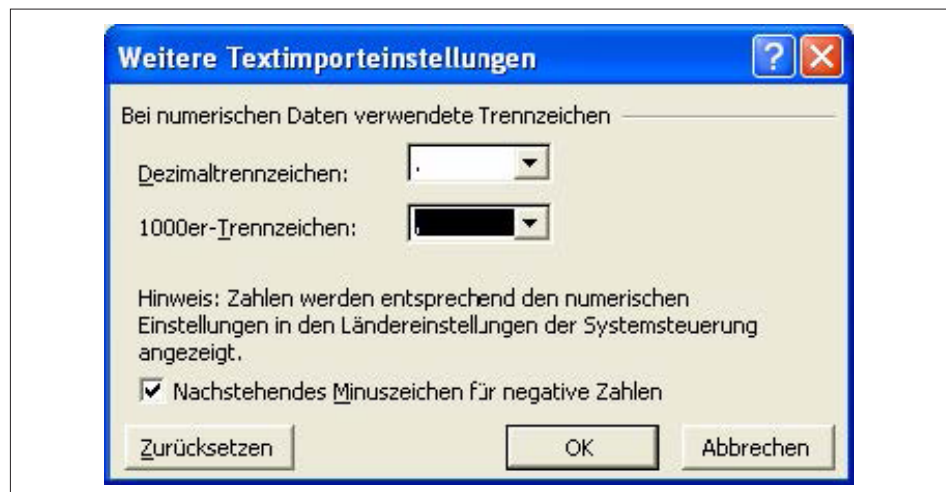 Weitere Textimporteinstellungen ?
Bei numerischen Daten verwendete Trennzeichen
Dezimaltrennzeichen: .
1000er-Trennzeichen: ,
Hinweis: Zahlen werden entsprechend den numerischen
Einstellungen in den Ländereinstellungen der Systemsteuerung
angezeigt.
Nachstehendes Minuszeichen für negative Zahlen
Zurücksetzen OK Abbrechen